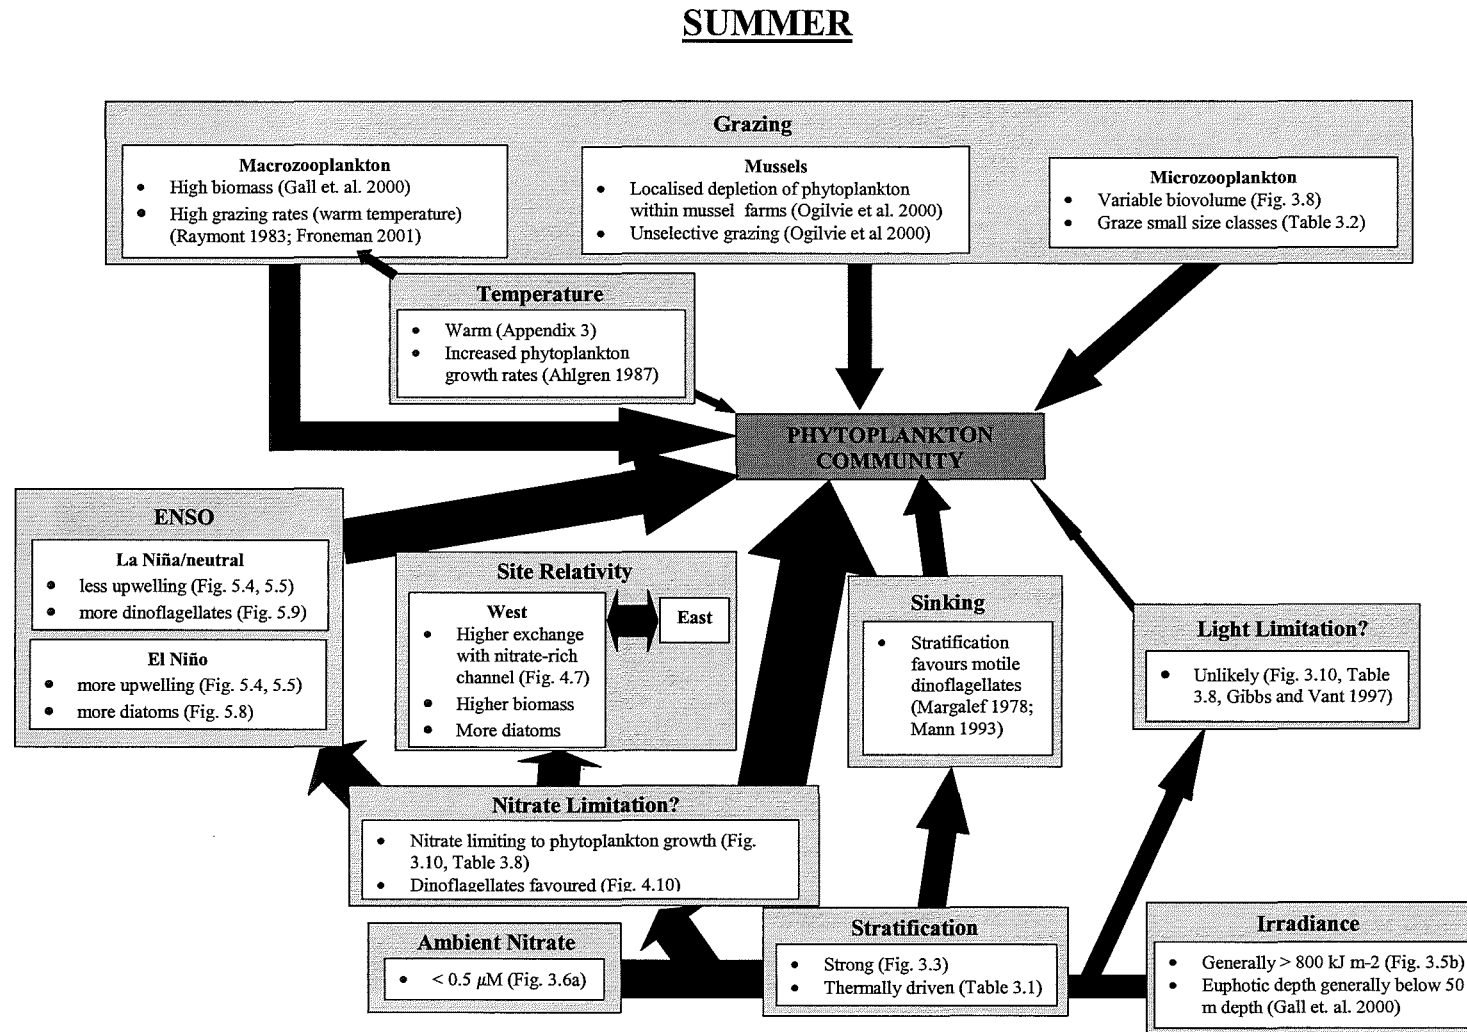 SUMMER
Grazing
Macrozooplankton
• High biomass (Gall et. al. 2000)
• High grazing rates (warm temperature)
(Raymont 1983; Froneman 2001)
Mussels
• Localised depletion of phytoplankton
within mussel farms (Ogilvie et al. 2000)
• Unselective grazing (Ogilvie et al 2000)
Microzooplankton
• Variable biovolume (Fig. 3.8)
• Graze small size classes (Table 3.2)
Temperature
• Warm (Appendix 3)
• Increased phytoplankton
growth rates (Ahlgren 1987)
PHYTOPLANKTON
COMMUNITY
ENSO
La Niña/neutral
• less upwelling (Fig. 5.4, 5.5)
• more dinoflagellates (Fig. 5.9)
El Niño
• more upwelling (Fig. 5.4, 5.5)
• more diatoms (Fig. 5.8)
Site Relativity
West
• Higher exchange
with nitrate-rich
channel (Fig. 4.7)
• Higher biomass
• More diatoms
East
Sinking
• Stratification
favours motile
dinoflagellates
(Margalef 1978;
Mann 1993)
Light Limitation?
• Unlikely (Fig. 3.10, Table
3.8, Gibbs and Vant 1997)
Nitrate Limitation?
• Nitrate limiting to phytoplankton growth (Fig.
3.10, Table 3.8)
• Dinoflagellates favoured (Fig. 4.10)
Ambient Nitrate
• < 0.5 μM (Fig. 3.6a)
Stratification
• Strong (Fig. 3.3)
• Thermally driven (Table 3.1)
Irradiance
• Generally > 800 kJ m-2 (Fig. 3.5b)
• Euphotic depth generally below 50
m depth (Gall et. al. 2000)